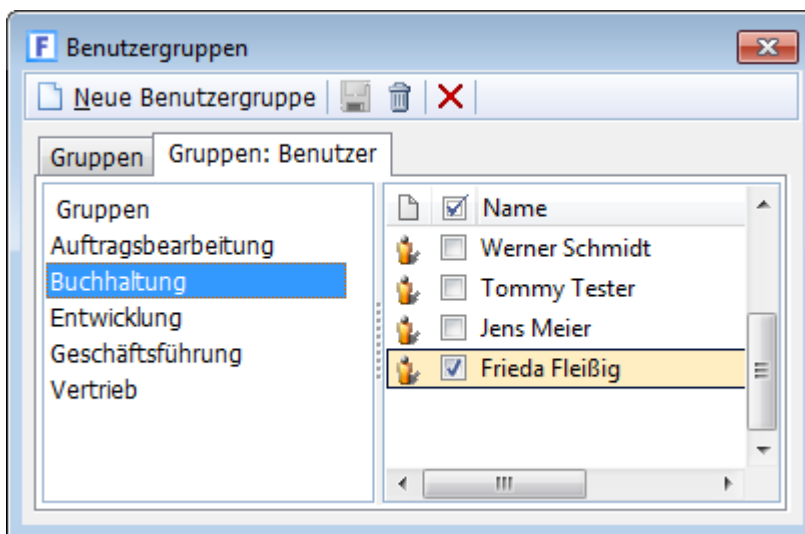 F Benutzergruppen
Neue Benutzergruppe
Gruppen Gruppen: Benutzer
Gruppen
Auftragsbearbeitung
Buchhaltung
Entwicklung
Geschäftsführung
Vertrieb
Name
Werner Schmidt
Tommy Tester
Jens Meier
Frieda Fleißig